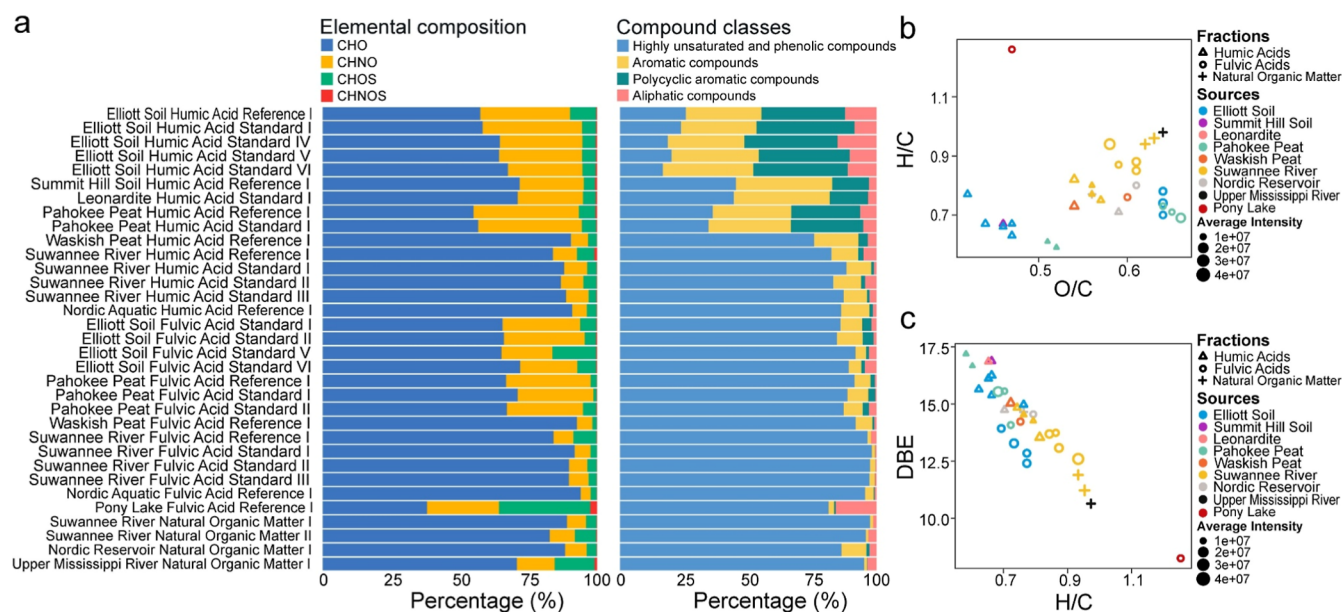 a
Elemental composition
CHO
CHNO
CHOS
CHNOS
Compound classes
Highly unsaturated and phenolic compounds
Aromatic compounds
Polycyclic aromatic compounds
Aliphatic compounds
Elliott Soil Humic Acid Reference I
Elliott Soil Humic Acid Standard I
Elliott Soil Humic Acid Standard IV
Elliott Soil Humic Acid Standard V
Elliott Soil Humic Acid Standard VI
Summit Hill Soil Humic Acid Reference I
Leonardite Humic Acid Standard I
Pahokee Peat Humic Acid Reference I
Pahokee Peat Humic Acid Standard I
Waskish Peat Humic Acid Reference I
Suwannee River Humic Acid Reference I
Suwannee River Humic Acid Standard I
Suwannee River Humic Acid Standard II
Suwannee River Humic Acid Standard III
Nordic Aquatic Humic Acid Reference I
Elliott Soil Fulvic Acid Standard I
Elliott Soil Fulvic Acid Standard II
Elliott Soil Fulvic Acid Standard V
Elliott Soil Fulvic Acid Standard VI
Pahokee Peat Fulvic Acid Reference I
Pahokee Peat Fulvic Acid Standard I
Pahokee Peat Fulvic Acid Standard II
Waskish Peat Fulvic Acid Standard I
Suwannee River Fulvic Acid Reference I
Suwannee River Fulvic Acid Standard I
Suwannee River Fulvic Acid Standard II
Suwannee River Fulvic Acid Standard III
Nordic Aquatic Fulvic Acid Reference I
Pony Lake Fulvic Acid Reference I
Suwannee River Natural Organic Matter I
Suwannee River Natural Organic Matter II
Nordic Reservoir Natural Organic Matter I
Upper Mississippi River Natural Organic Matter I
0 25 50 75 100
Percentage (%)
0 25 50 75 100
Percentage (%)
b
H/C
1.1
0.9
0.7
0.5 0.6
O/C
Fractions
Humic Acids
Fulvic Acids
Natural Organic Matter
Sources
Elliott Soil
Summit Hill Soil
Leonardite
Pahokee Peat
Waskish Peat
Suwannee River
Nordic Reservoir
Upper Mississippi River
Pony Lake
Average Intensity
1e+07
2e+07
3e+07
4e+07
c
DBE
17.5
15.0
12.5
10.0
0.7 0.9 1.1
H/C
Fractions
Humic Acids
Fulvic Acids
Natural Organic Matter
Sources
Elliott Soil
Summit Hill Soil
Leonardite
Pahokee Peat
Waskish Peat
Suwannee River
Nordic Reservoir
Upper Mississippi River
Pony Lake
Average Intensity
1e+07
2e+07
3e+07
4e+07